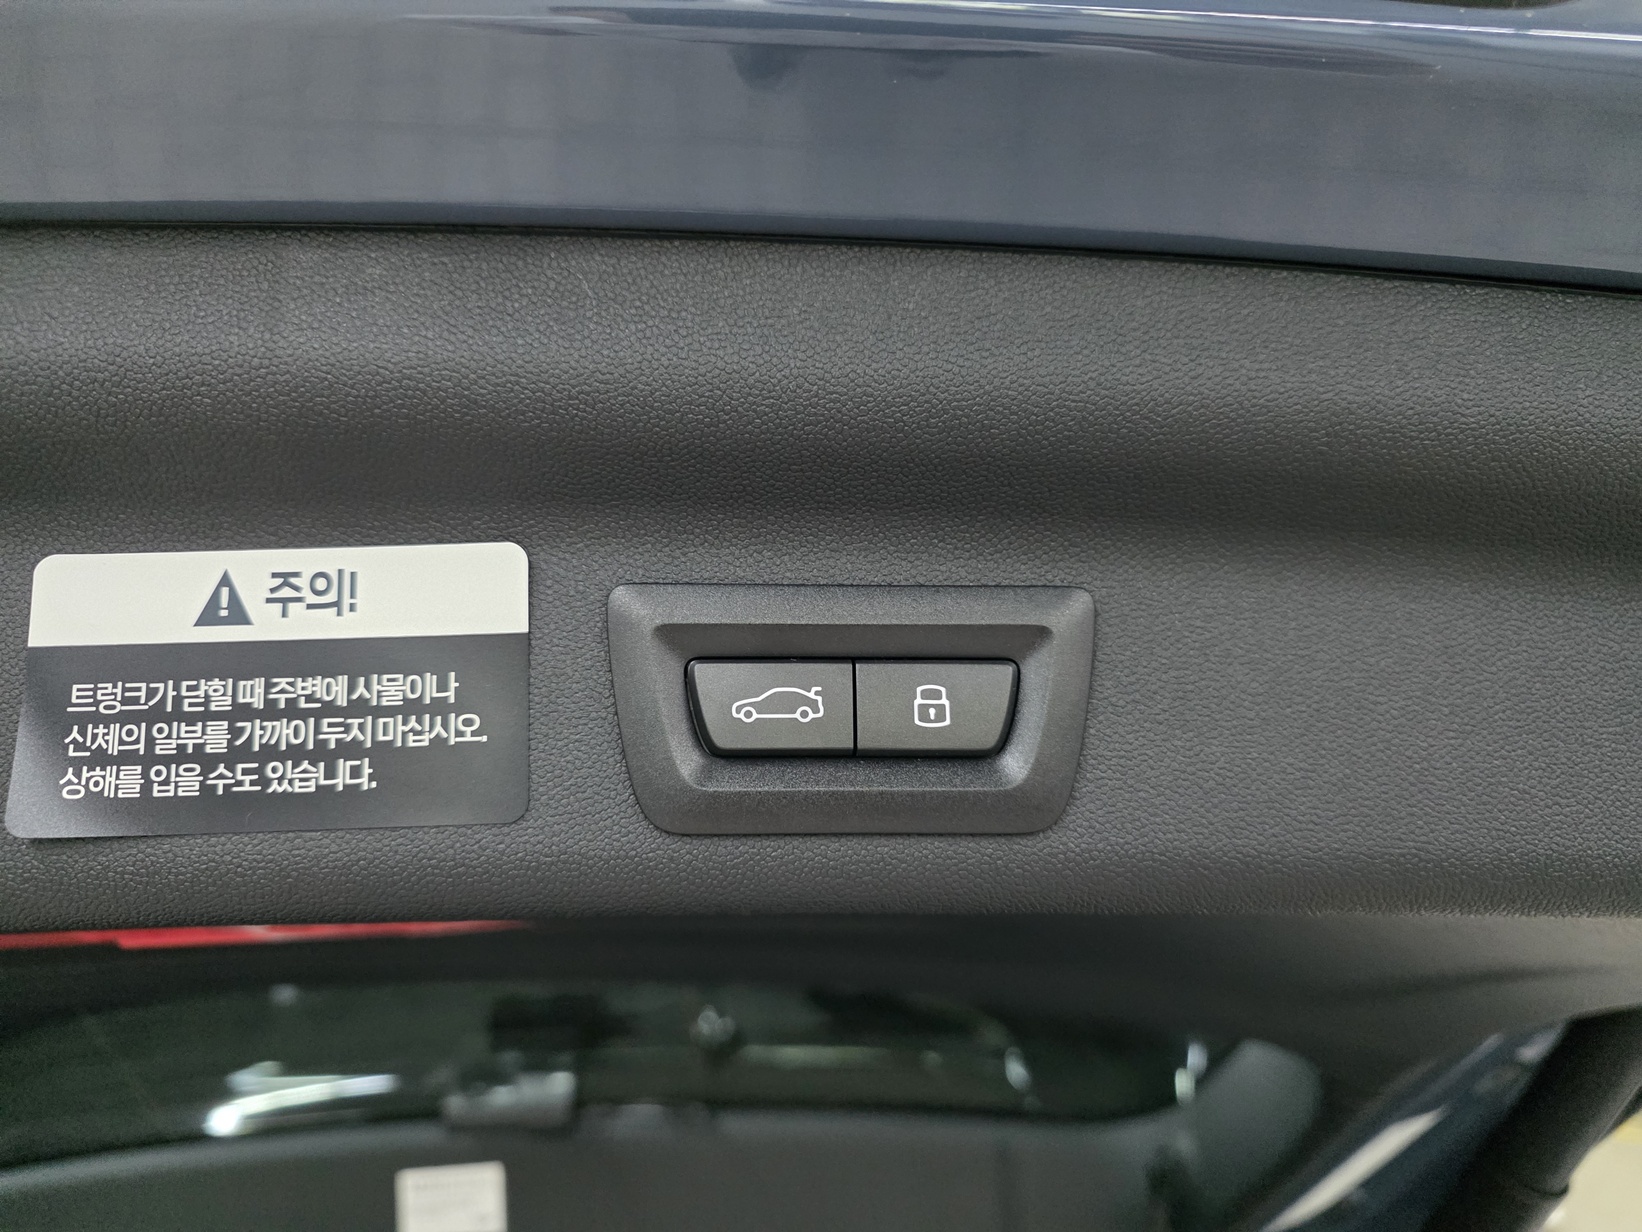 주의!
트렁크가 닫힐 때 주변에 사물이나
신체의 일부를 가까이 두지 마십시오.
상해를 입을 수도 있습니다.